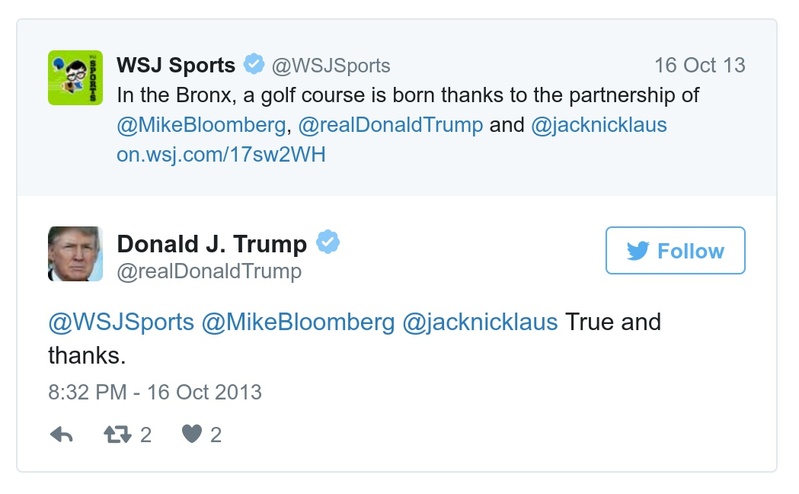 WSJ Sports @WSJSports 16 Oct 13
In the Bronx, a golf course is born thanks to the partnership of
@MikeBloomberg, @realDonaldTrump and @jacknicklaus
on.wsj.com/17sw2WH
Donald J. Trump
@realDonaldTrump
Follow
@WSJSports @MikeBloomberg @jacknicklaus True and
thanks.
8:32 PM - 16 Oct 2013
2 2